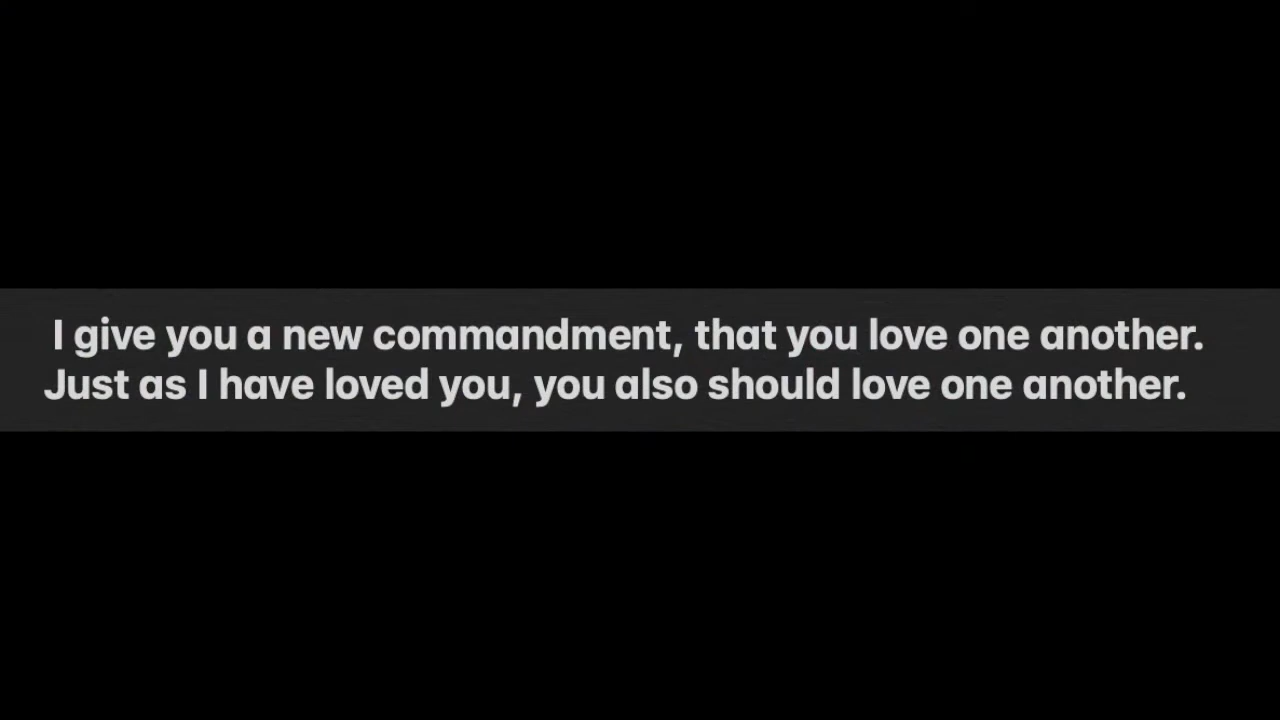 I give you a new commandment, that you love one another.
Just as I have loved you, you also should love one another.